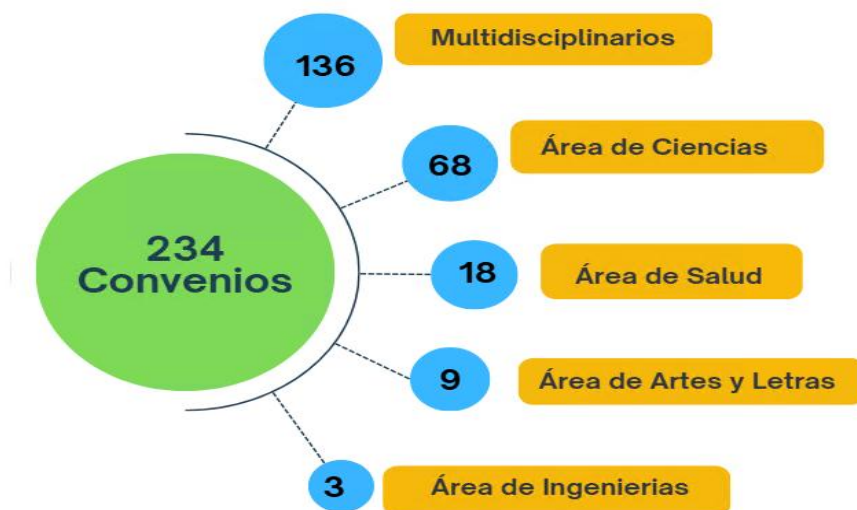 136
Multidisciplinarios
68
Área de Ciencias
234
Convenios
18
Área de Salud
9
Área de Artes y Letras
3
Área de Ingenierias